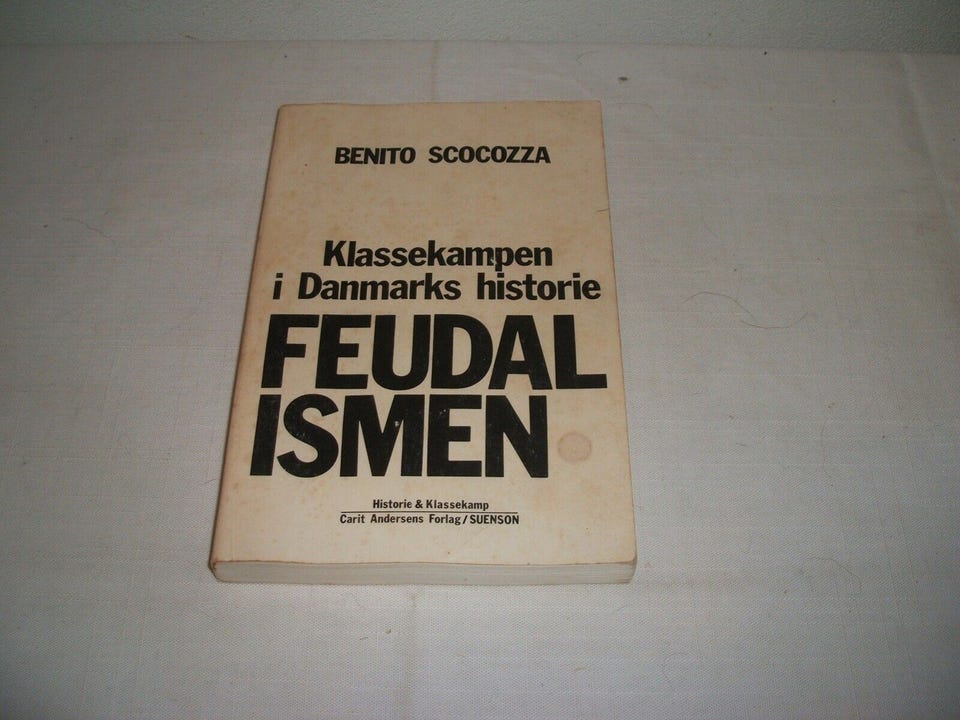 BENITO SCOCOZZA
Klassekampen
i Danmarks historie
FEUDAL
ISMEN
Historie & Klassekamp
Carit Andersens Forlag/SUENSON